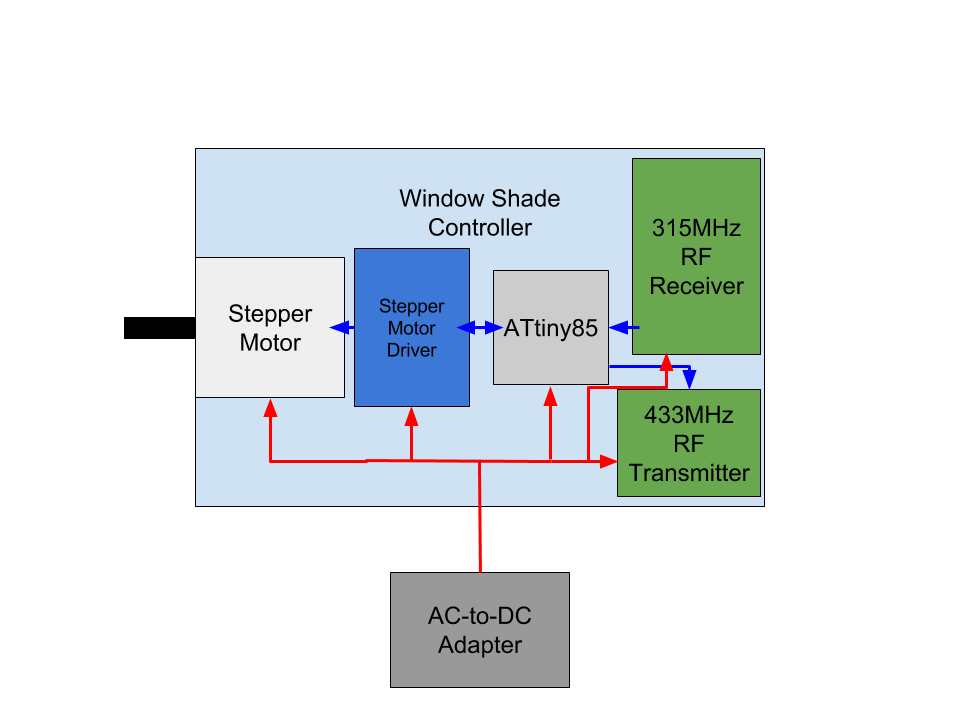 Window Shade
Controller
315MHz
RF
Receiver
Stepper
Motor
Stepper
Motor
Driver
ATtiny85
433MHz
RF
Transmitter
AC-to-DC
Adapter